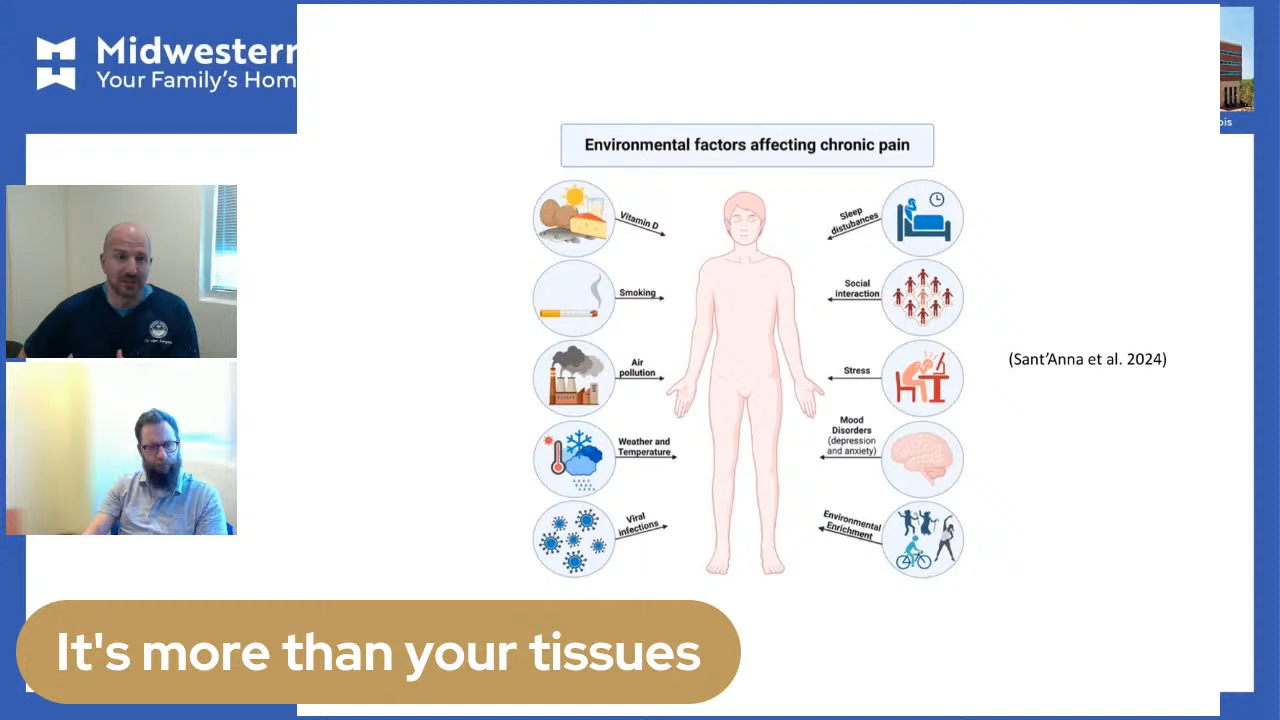 Midwestern
Your Family's Hom
ois
Environmental factors affecting chronic pain
Vitamin D
Smoking
Air
pollution
Weather and
Temperature
Viral
infections
Sleep
distubances
Social
interaction
Stress
Mood
Disorders
(depression
and anxiety)
Environmental
Enrichment
(Sant'Anna et al. 2024)
It's more than your tissues